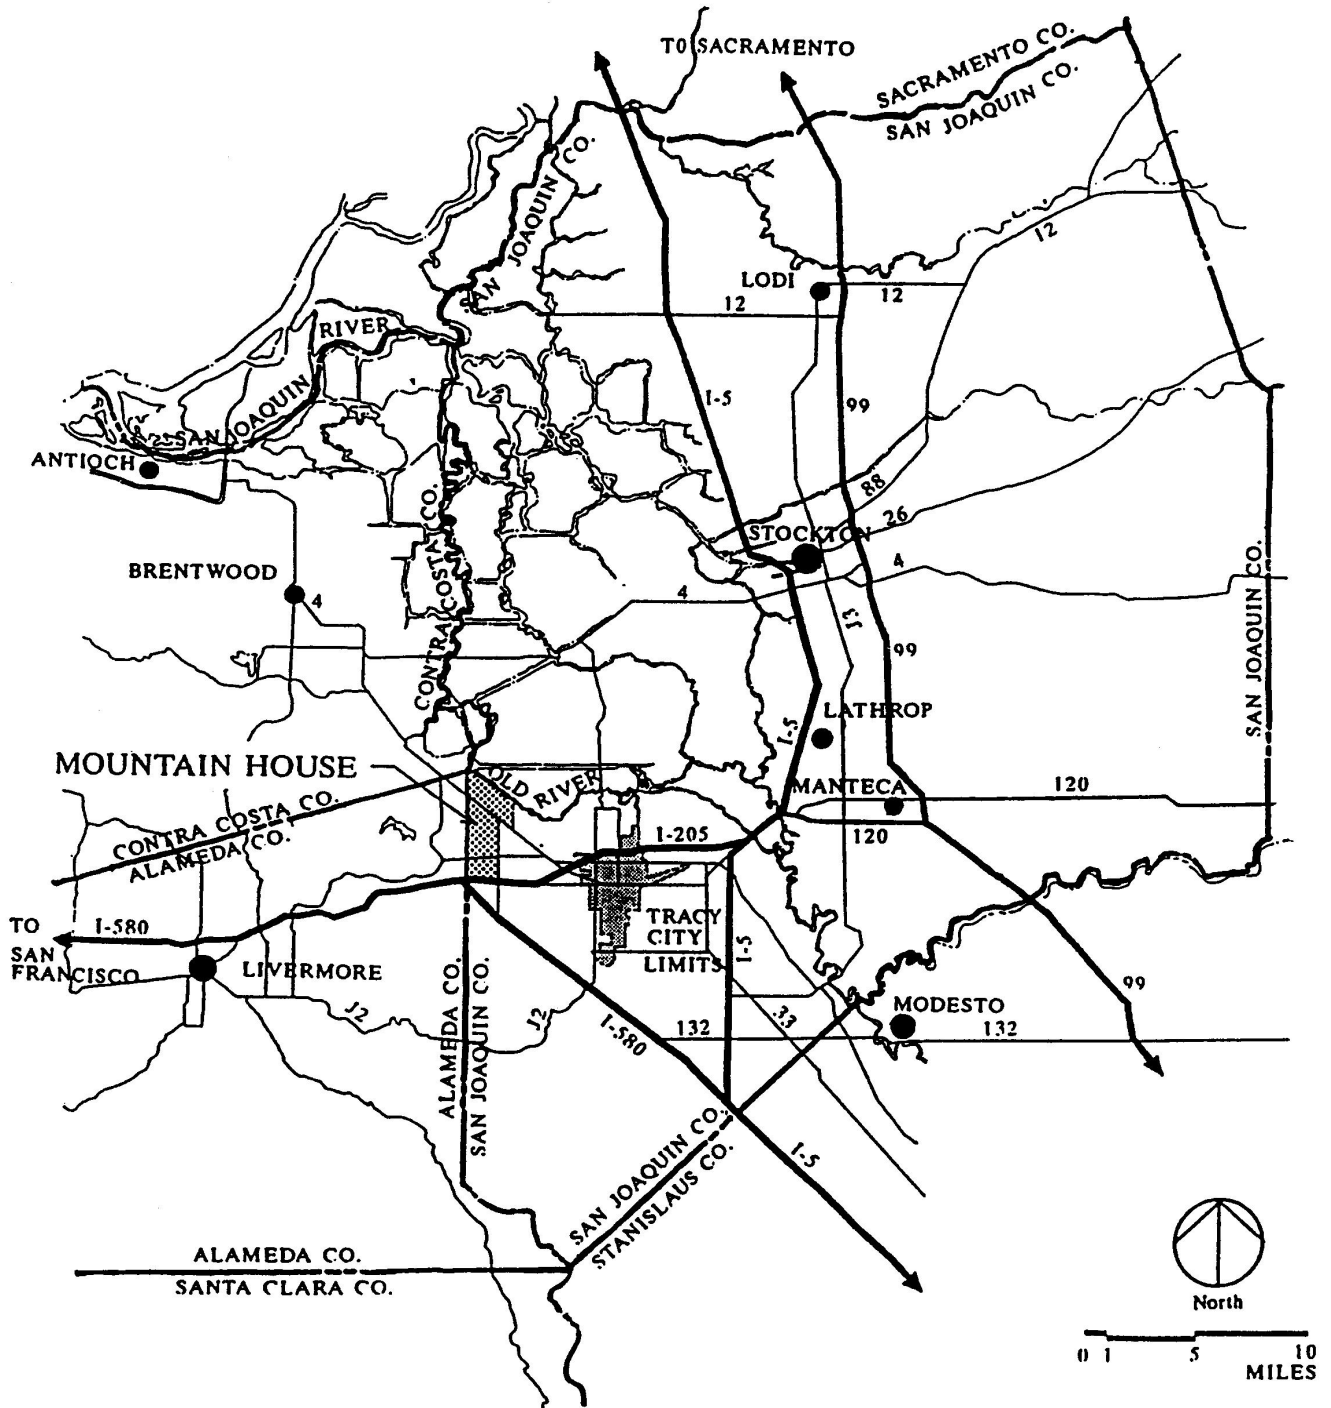 TO SACRAMENTO
SACRAMENTO CO.
SAN JOAQUIN CO.
SAN JOAQUIN CO.
12
LODI
12
12
RIVER
SAN JOAQUIN
I-5
99
ANTIOCH
88
26
STOCKTON
CONTRA COSTA CO.
4
BRENTWOOD
4
4
J3
SAN JOAQUIN CO.
99
LATHROP
I-5
MOUNTAIN HOUSE
OLD RIVER
MANTECA
120
CONTRA COSTA CO.
ALAMEDA CO.
I-205
120
TO
SAN
FRANCISCO
I-580
TRACY
CITY
LIMITS
I-5
LIVERMORE
ALAMEDA CO.
SAN JOAQUIN CO.
99
MODESTO
J2
J2
I-580
132
33
132
SAN JOAQUIN CO.
STANISLAUS CO.
I-5
ALAMEDA CO.
SANTA CLARA CO.
North
0 1 5 10
MILES